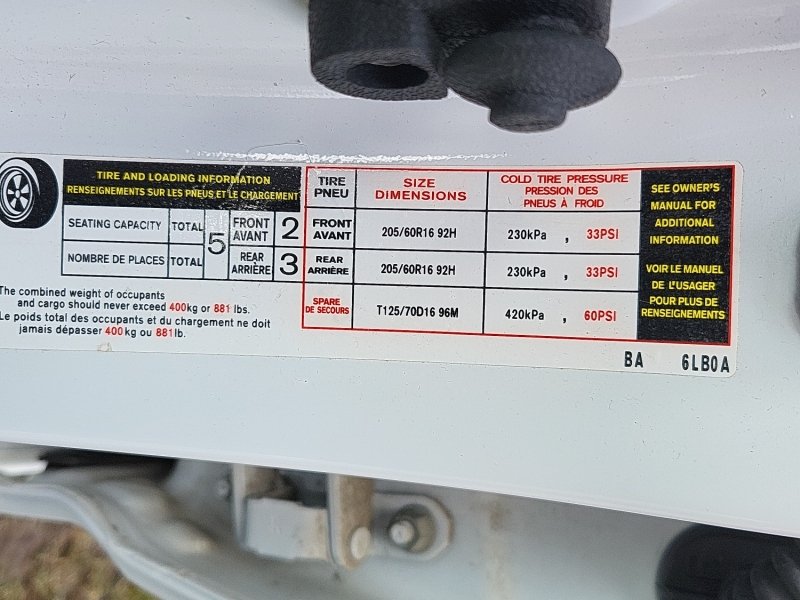 TIRE AND LOADING INFORMATION
RENSEIGNEMENTS SUR LES PNEUS ET LE CHARGEMENT
SEATING CAPACITY TOTAL 5 FRONT AVANT 2
NOMBRE DE PLACES TOTAL REAR ARRIÈRE 3
The combined weight of occupants
and cargo should never exceed 400kg or 881 lbs.
Le poids total des occupants et du chargement ne doit
jamais dépasser 400kg ou 881 lb.
TIRE PNEU SIZE DIMENSIONS COLD TIRE PRESSURE PRESSION DES PNEUS À FROID
FRONT AVANT 205/60R16 92H 230kPa , 33PSI
REAR ARRIÈRE 205/60R16 92H 230kPa , 33PSI
SPARE DE SECOURS T125/70D16 96M 420kPa , 60PSI
SEE OWNER'S
MANUAL FOR
ADDITIONAL
INFORMATION
VOIR LE MANUEL
DE L'USAGER
POUR PLUS DE
RENSEIGNEMENTS
BA 6LB0A